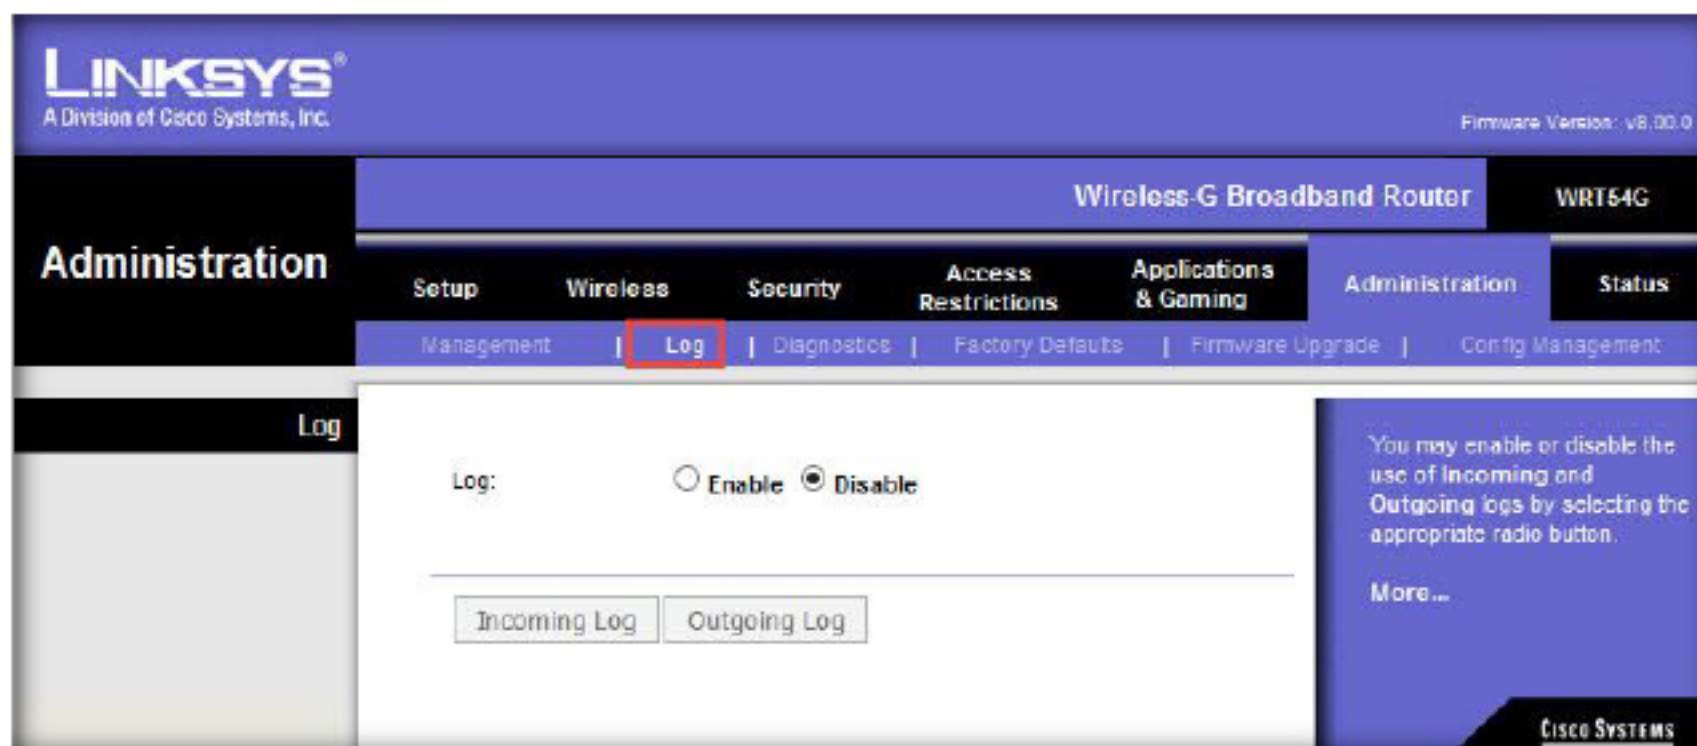 LINKSYS®
A Division of Cisco Systems, Inc.
Firmware Version: v8.00.0
Wireless-G Broadband Router
WRT54G
Administration
Setup
Wireless
Security
Access Restrictions
Applications & Gaming
Administration
Status
Management | Log | Diagnostics | Factory Defaults | Firmware Upgrade | Config Management
Log
Log: Enable Disable
Incoming Log Outgoing Log
You may enable or disable the
use of Incoming and
Outgoing logs by selecting the
appropriate radio button.
More...
CISCO SYSTEMS